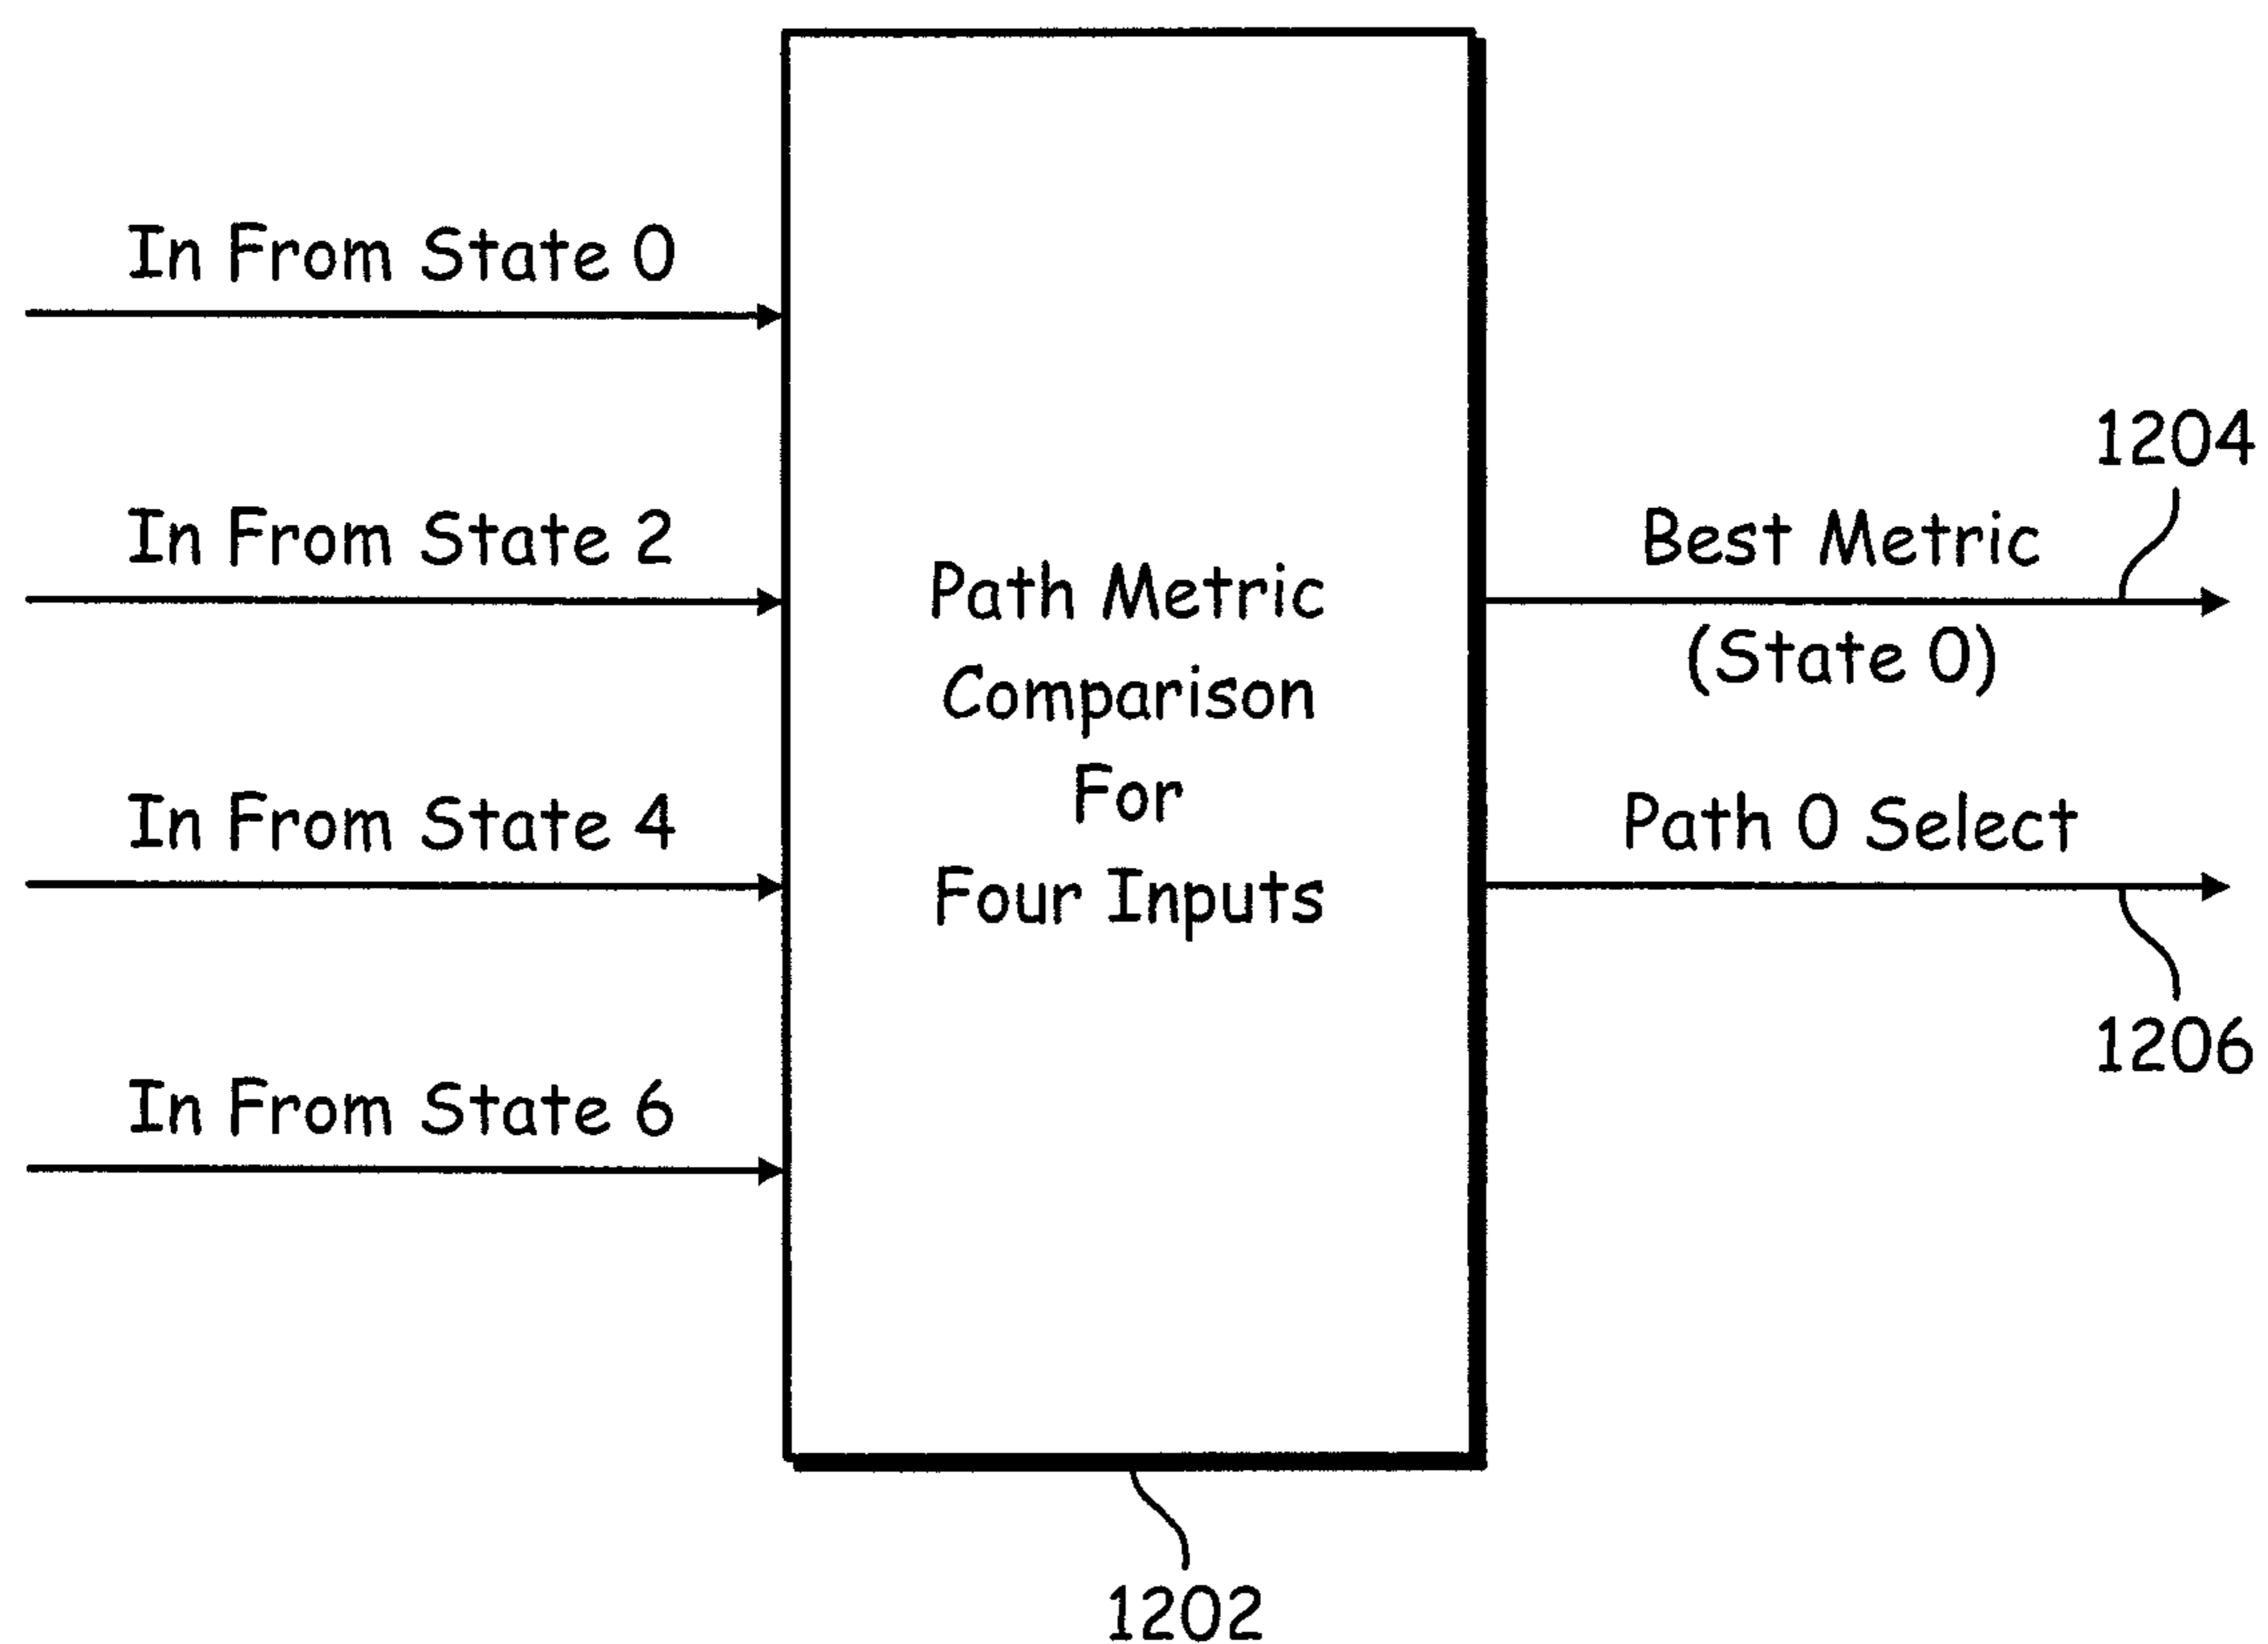 In From State 0
In From State 2
In From State 4
In From State 6
Path Metric
Comparison
For
Four Inputs
1204
Best Metric
(State 0)
Path 0 Select
1206
1202